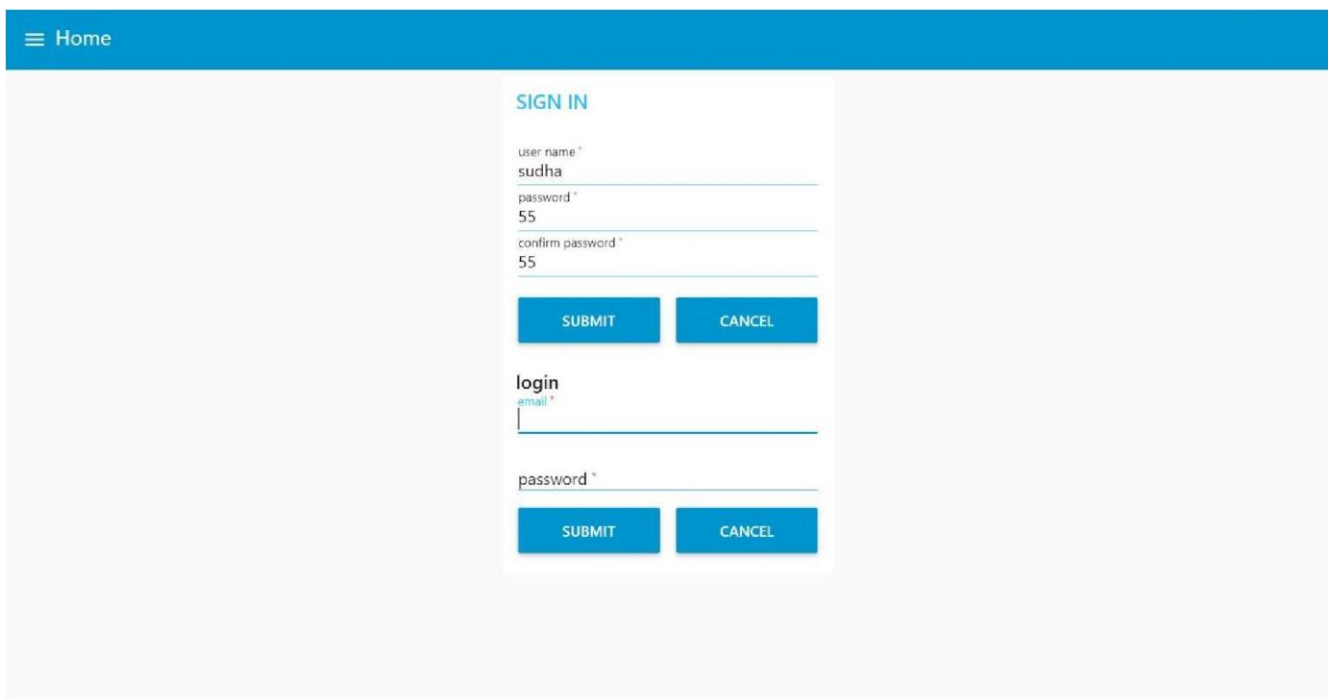 Home
SIGN IN
user name *
sudha
password *
55
confirm password *
55
SUBMIT CANCEL
login
email *
password *
SUBMIT CANCEL